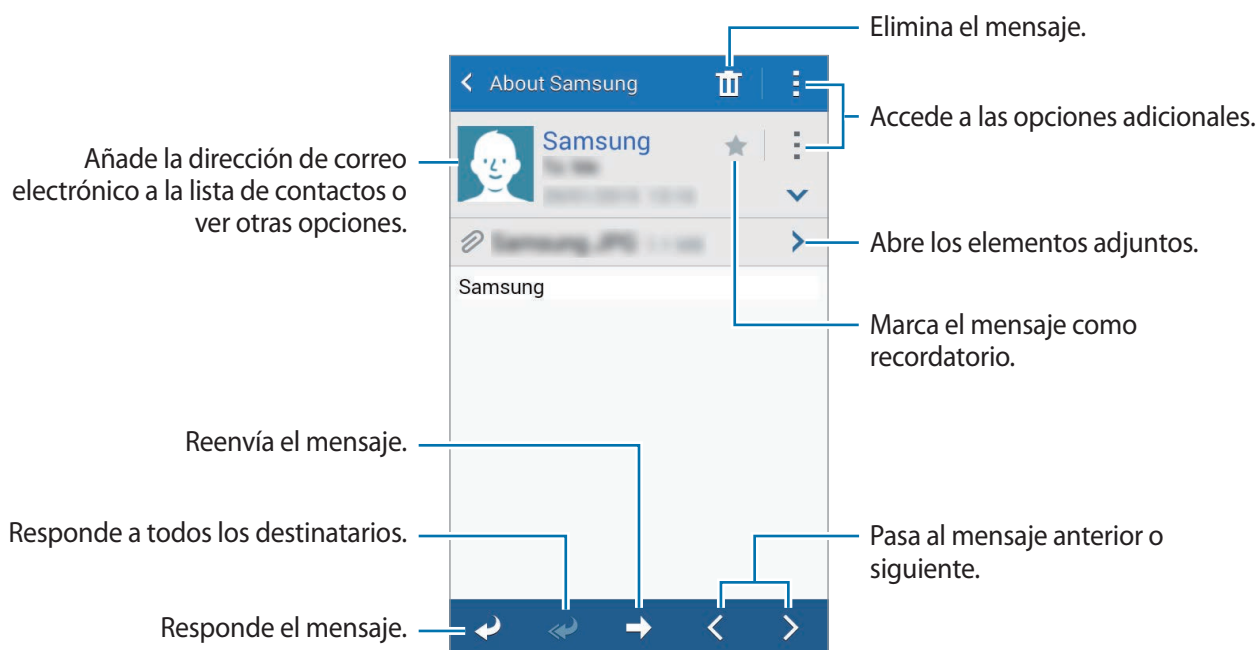 Elimina el mensaje.
About Samsung
Accede a las opciones adicionales.
Añade la dirección de correo
electrónico a la lista de contactos o
ver otras opciones.
Samsung
Abre los elementos adjuntos.
Samsung
Marca el mensaje como
recordatorio.
Reenvía el mensaje.
Responde a todos los destinatarios.
Pasa al mensaje anterior o
siguiente.
Responde el mensaje.